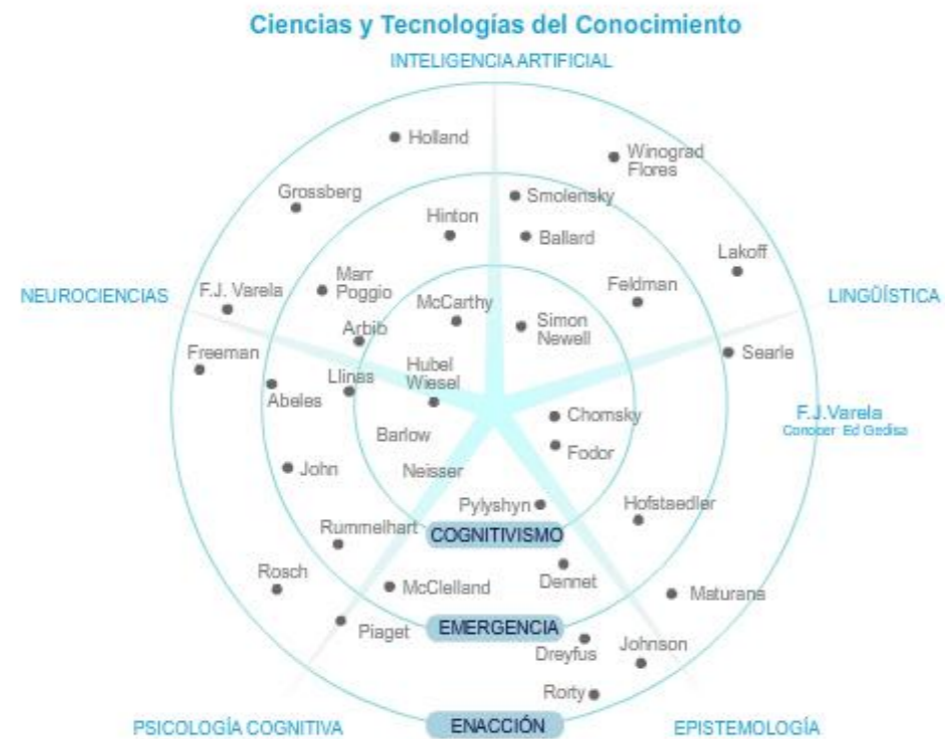 Ciencias y Tecnologías del Conocimiento
INTELIGENCIA ARTIFICIAL
Holland
Winograd
Flores
Grossberg
Smolensky
Hinton
Ballard
Lakoff
Marr
Poggio
Feldman
NEUROCIENCIAS
F.J. Varela
LINGÜÍSTICA
McCarthy
Simon
Newell
Arbib
Freeman
Searle
Hubel
Wiesel
Llinas
Abeles
Chomsky
F.J.Varela
Conocer Ed Gedisa
Barlow
Fodor
John
Neisser
Pylyshyn
Hofstaedler
Rummelhart
COGNITIVISMO
Rosch
McClelland
Dennet
Maturana
Piaget
EMERGENCIA
Dreyfus
Johnson
Rorty
PSICOLOGÍA COGNITIVA
ENACCIÓN
EPISTEMOLOGÍA